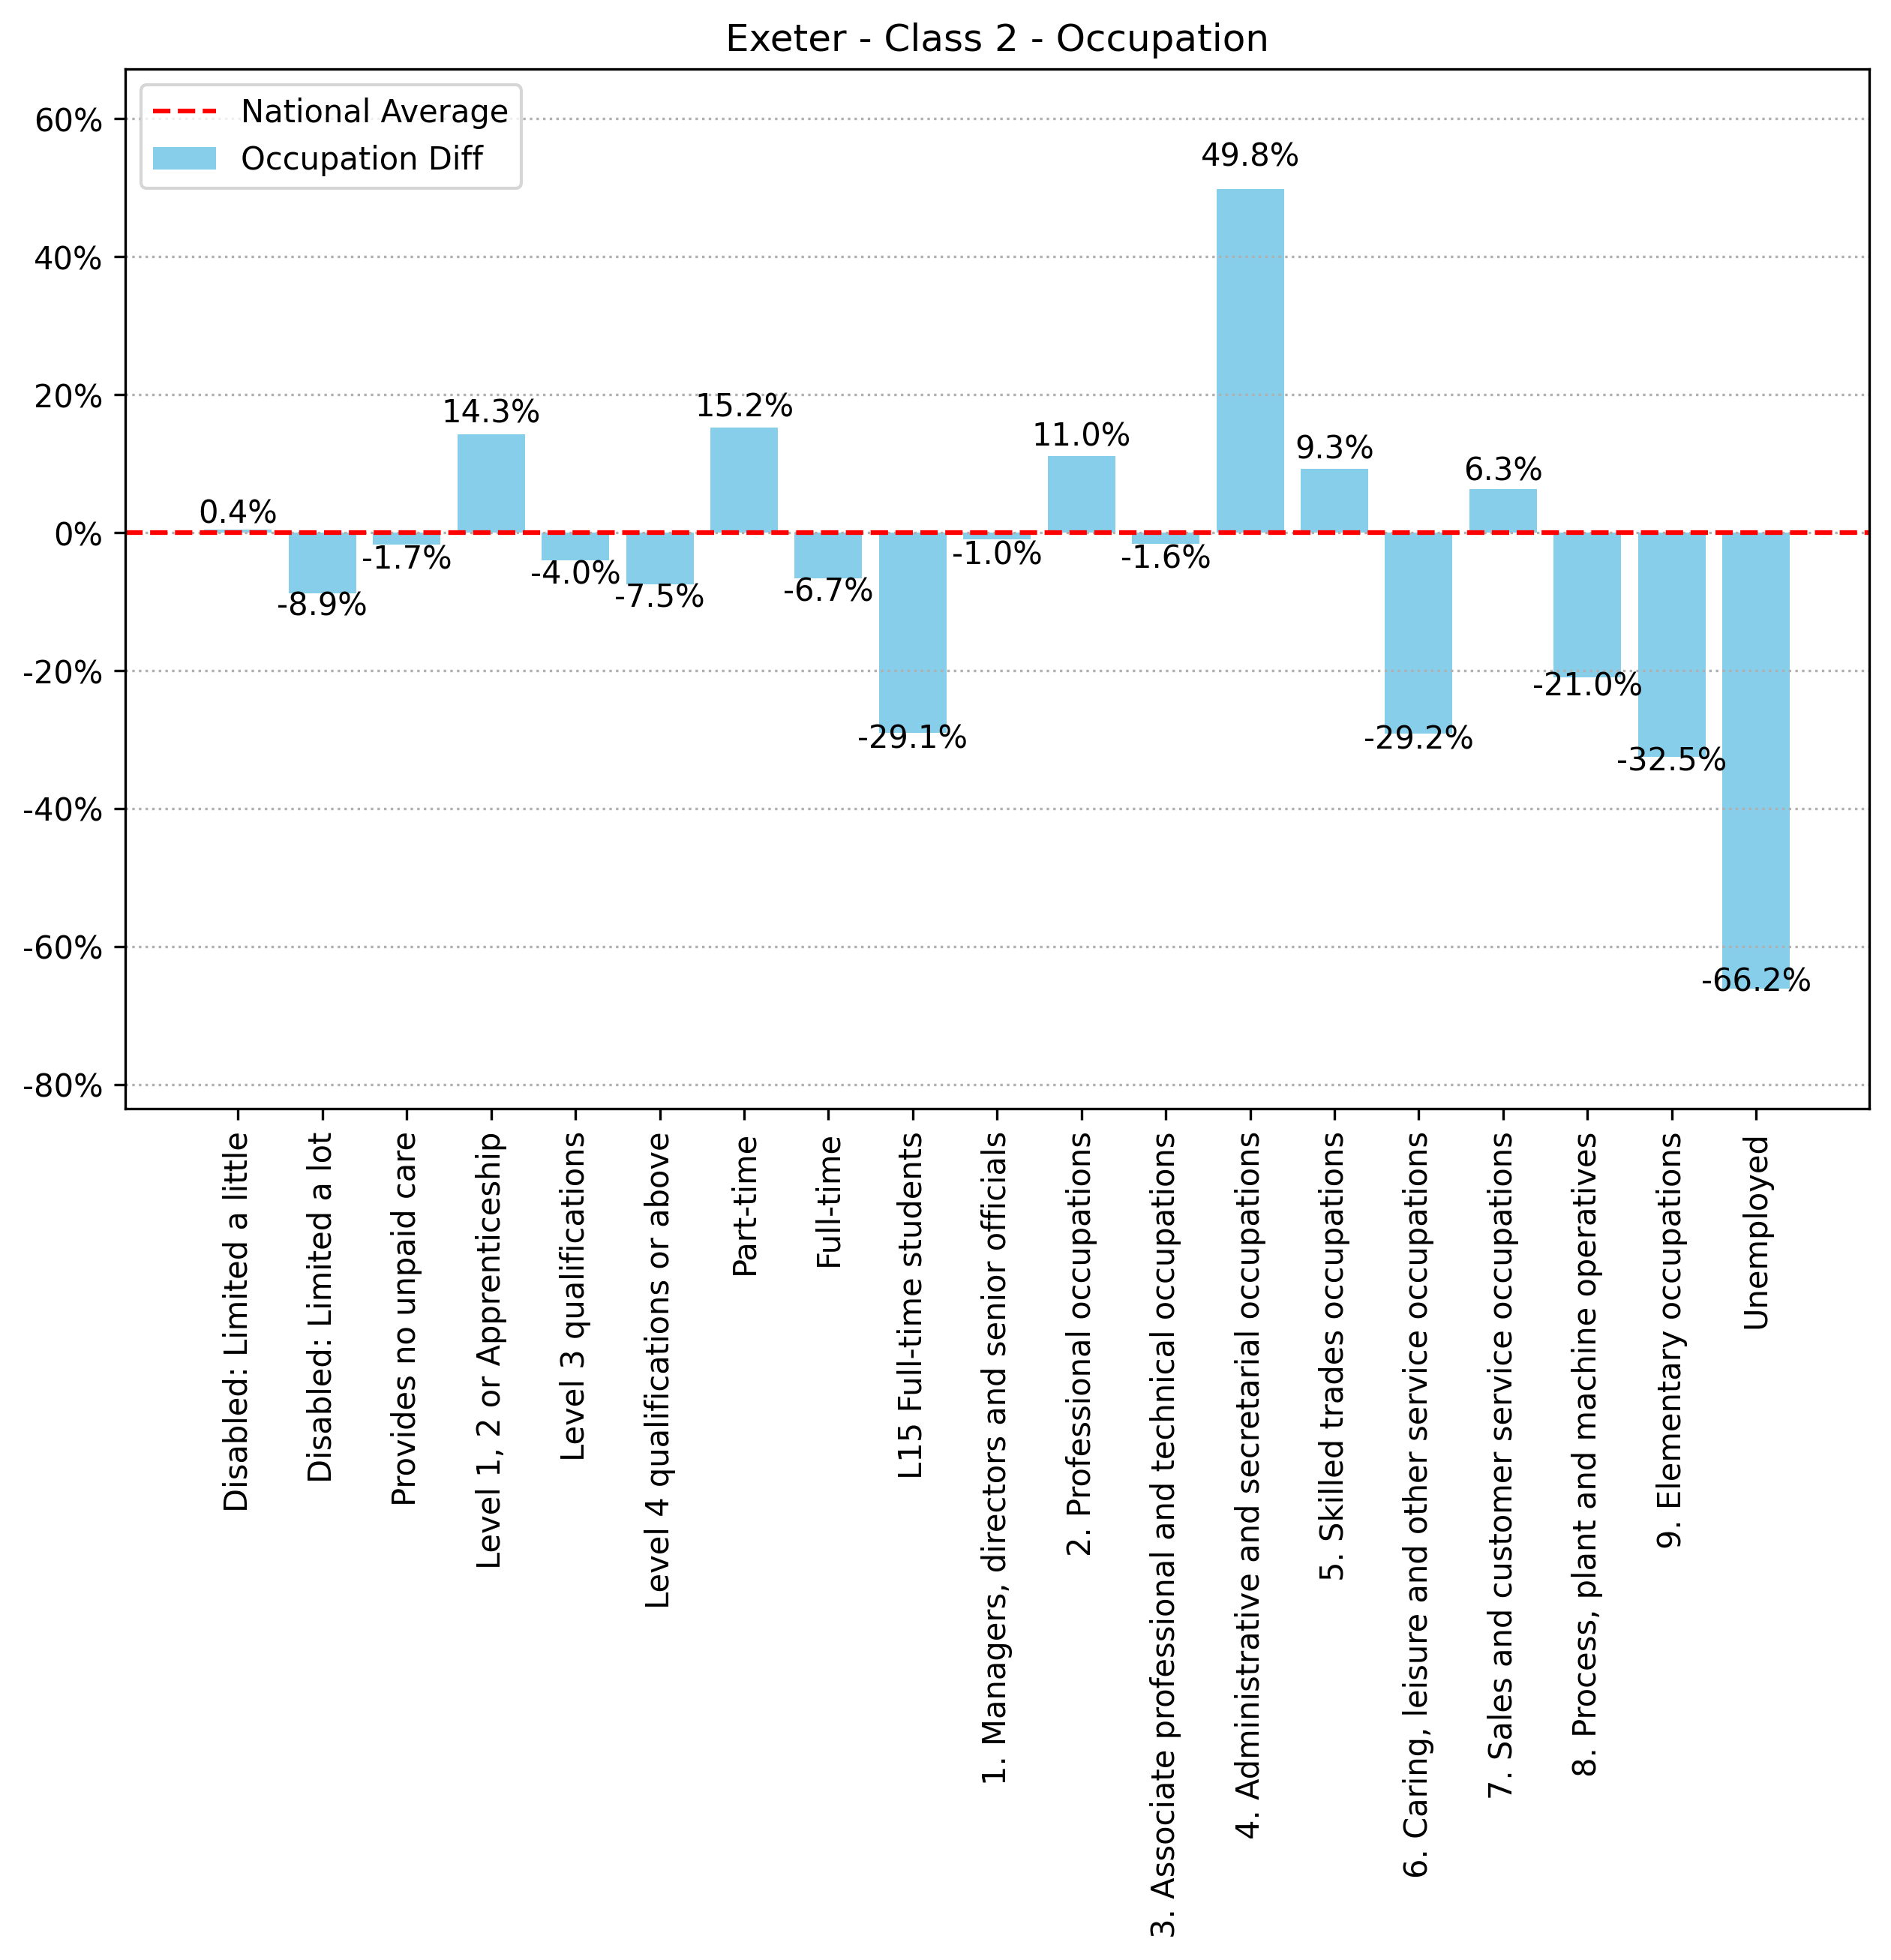 Exeter - Class 2 - Occupation
National Average
Occupation Diff
60%
40%
20%
0%
-20%
-40%
-60%
-80%
0.4%
-8.9%
-1.7%
14.3%
-4.0%
-7.5%
15.2%
-6.7%
-29.1%
-1.0%
11.0%
-1.6%
49.8%
9.3%
-29.2%
6.3%
-21.0%
-32.5%
-66.2%
Disabled: Limited a little
Disabled: Limited a lot
Provides no unpaid care
Level 1, 2 or Apprenticeship
Level 3 qualifications
Level 4 qualifications or above
Part-time
Full-time
L15 Full-time students
1. Managers, directors and senior officials
2. Professional occupations
3. Associate professional and technical occupations
4. Administrative and secretarial occupations
5. Skilled trades occupations
6. Caring, leisure and other service occupations
7. Sales and customer service occupations
8. Process, plant and machine operatives
9. Elementary occupations
Unemployed